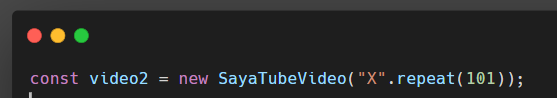 const video2 = new SayaTubeVideo("X".repeat(101));